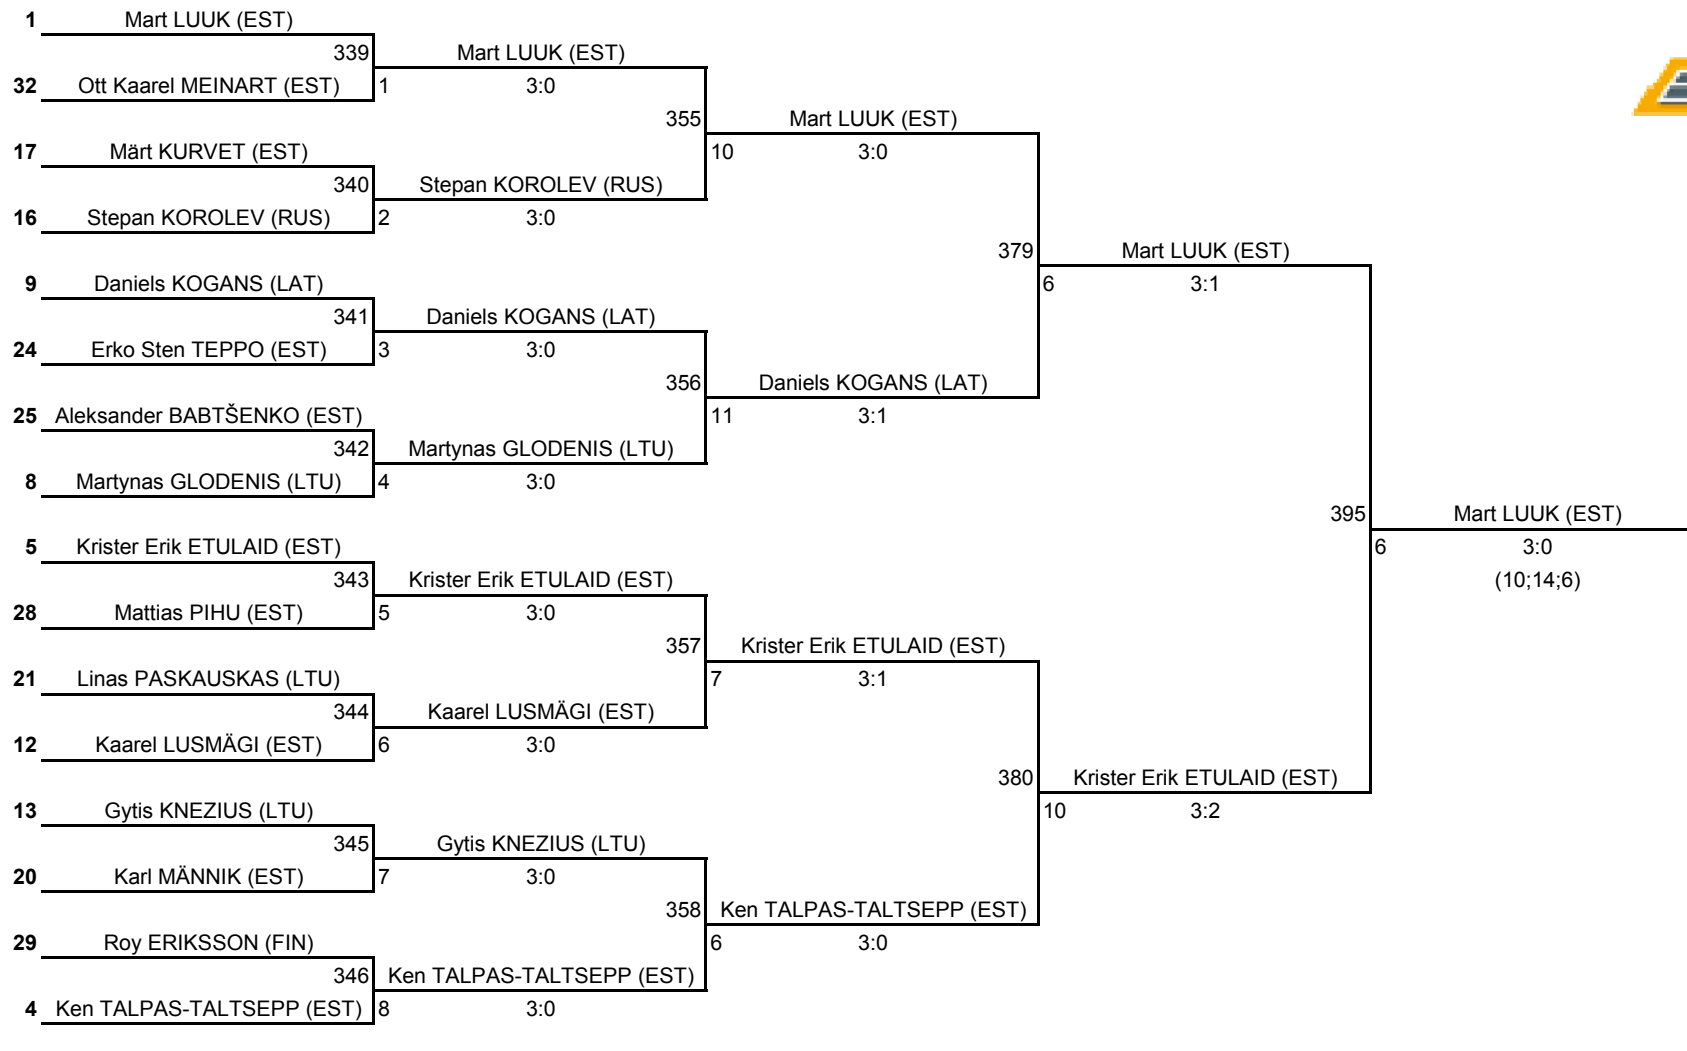 1 Mart LUUK (EST)
339 Mart LUUK (EST)
32 Ott Kaarel MEINART (EST) 1 3:0
355 Mart LUUK (EST)
17 Märt KURVET (EST) 10 3:0
340 Stepan KOROLEV (RUS)
16 Stepan KOROLEV (RUS) 2 3:0
379 Mart LUUK (EST)
9 Daniels KOGANS (LAT) 6 3:1
341 Daniels KOGANS (LAT)
24 Erko Sten TEPPO (EST) 3 3:0
356 Daniels KOGANS (LAT)
25 Aleksander BABTŠENKO (EST) 11 3:1
342 Martynas GLODENIS (LTU)
8 Martynas GLODENIS (LTU) 4 3:0
395 Mart LUUK (EST)
5 Krister Erik ETULAID (EST) 6 3:0
343 Krister Erik ETULAID (EST) (10;14;6)
28 Mattias PIHU (EST) 5 3:0
357 Krister Erik ETULAID (EST)
21 Linas PASKAUSKAS (LTU) 7 3:1
344 Kaarel LUSMÄGI (EST)
12 Kaarel LUSMÄGI (EST) 6 3:0
380 Krister Erik ETULAID (EST)
13 Gytis KNEZIUS (LTU) 10 3:2
345 Gytis KNEZIUS (LTU)
20 Karl MÄNNIK (EST) 7 3:0
358 Ken TALPAS-TALTSEPP (EST)
29 Roy ERIKSSON (FIN) 6 3:0
346 Ken TALPAS-TALTSEPP (EST)
4 Ken TALPAS-TALTSEPP (EST) 8 3:0